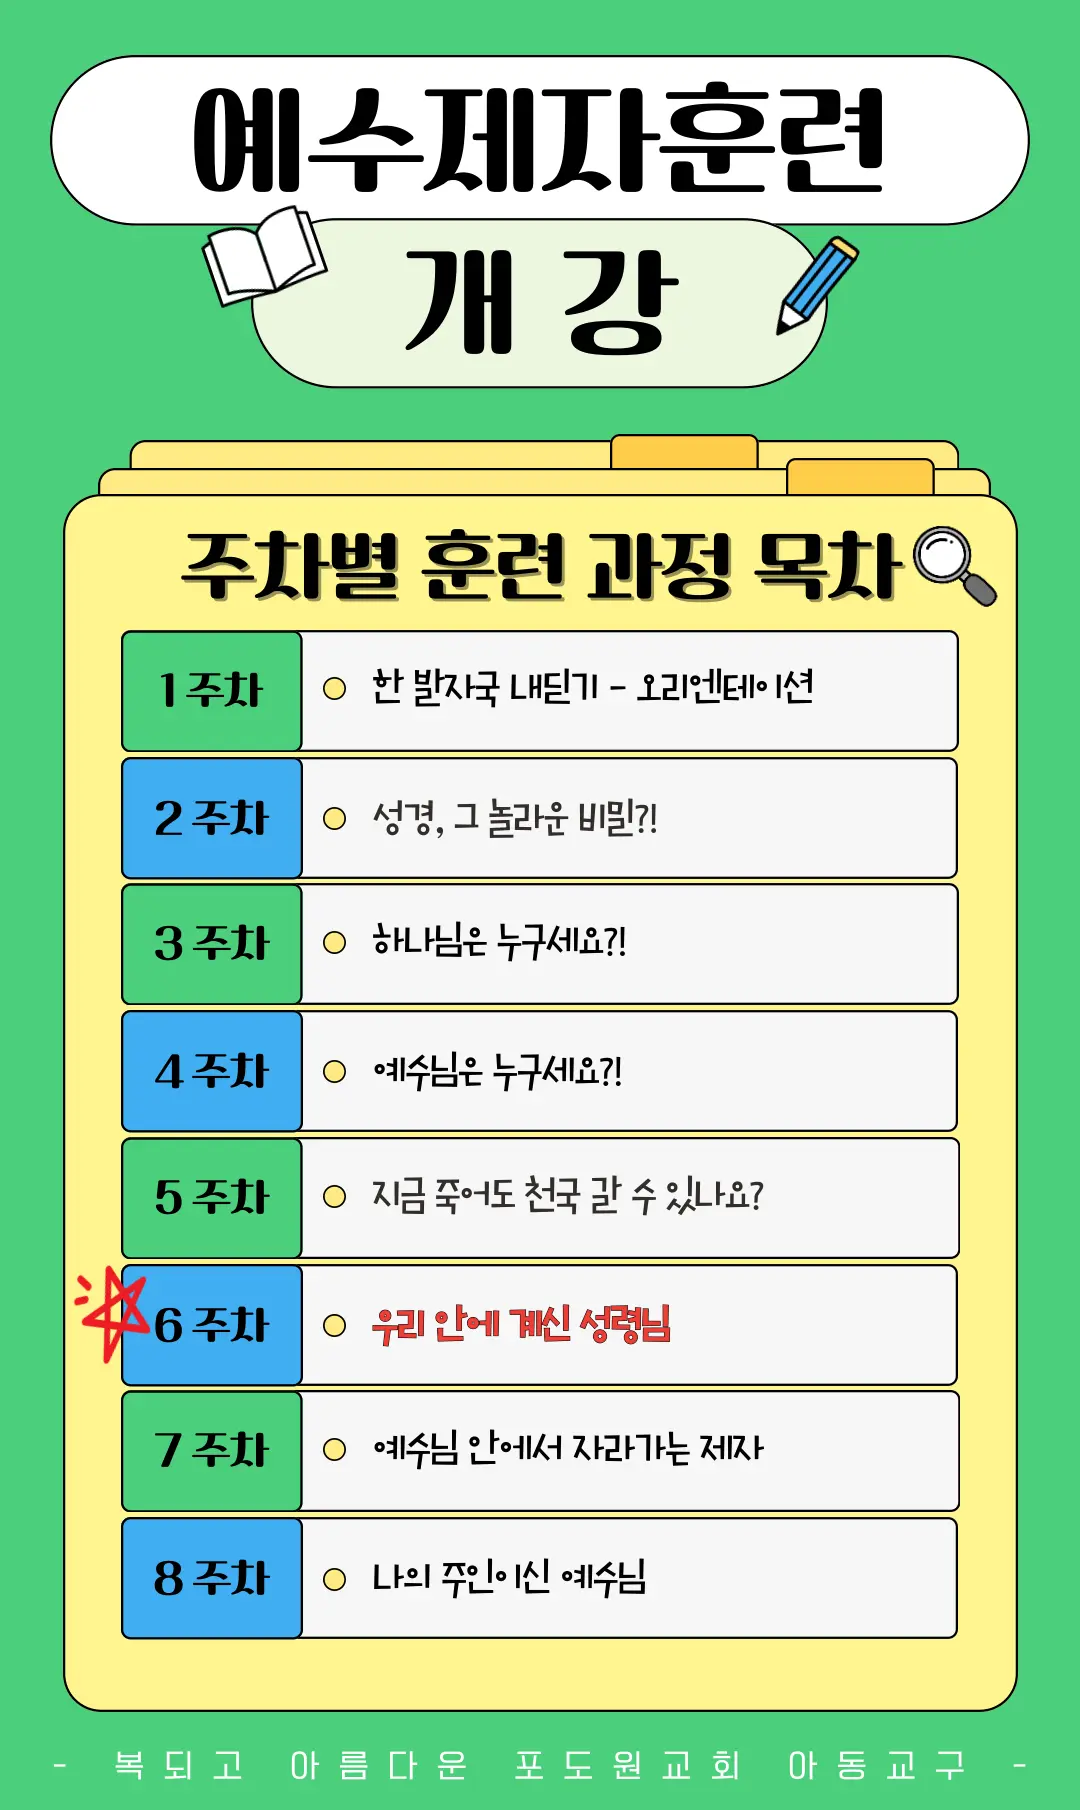 예수제자훈련
개 강
주차별 훈련 과정 목차
1 주차
한 발자국 내딛기 - 오리엔테이션
2 주차
성경, 그 놀라운 비밀?!
3 주차
하나님은 누구세요?!
4 주차
예수님은 누구세요?!
5 주차
지금 죽어도 천국 갈 수 있나요?
6 주차
우리 안에 계신 성령님
7 주차
예수님 안에서 자라가는 제자
8 주차
나의 주인이신 예수님
- 복되고 아름다운 포도원교회 아동교구 -